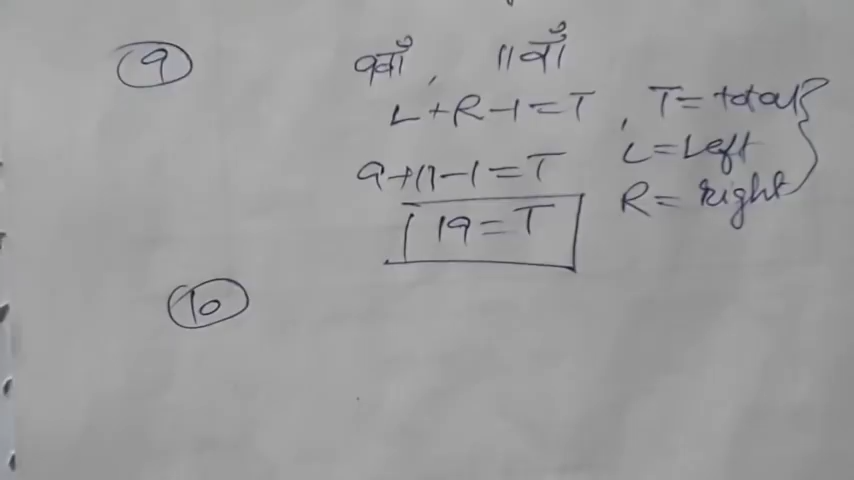 9
9वाँ, 11वाँ
L+R-1=T, T=total
L=Left
9+11-1=T
R=right
19=T
10